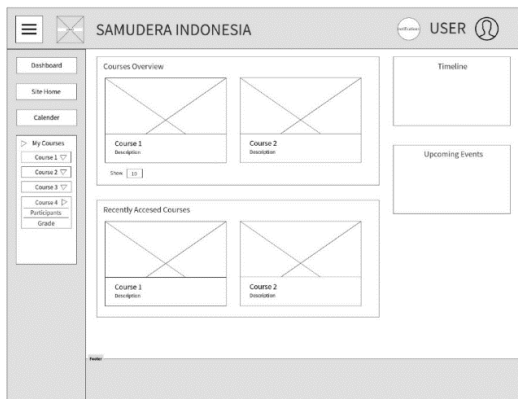 SAMUDERA INDONESIA
notification
USER
Dashboard
Site Home
Calender
My Courses
Course 1
Course 2
Course 3
Course 4
Participants
Grade
Courses Overview
Course 1
Description
Course 2
Description
Show 10
Recently Accesed Courses
Course 1
Description
Course 2
Description
Timeline
Upcoming Events
Footer